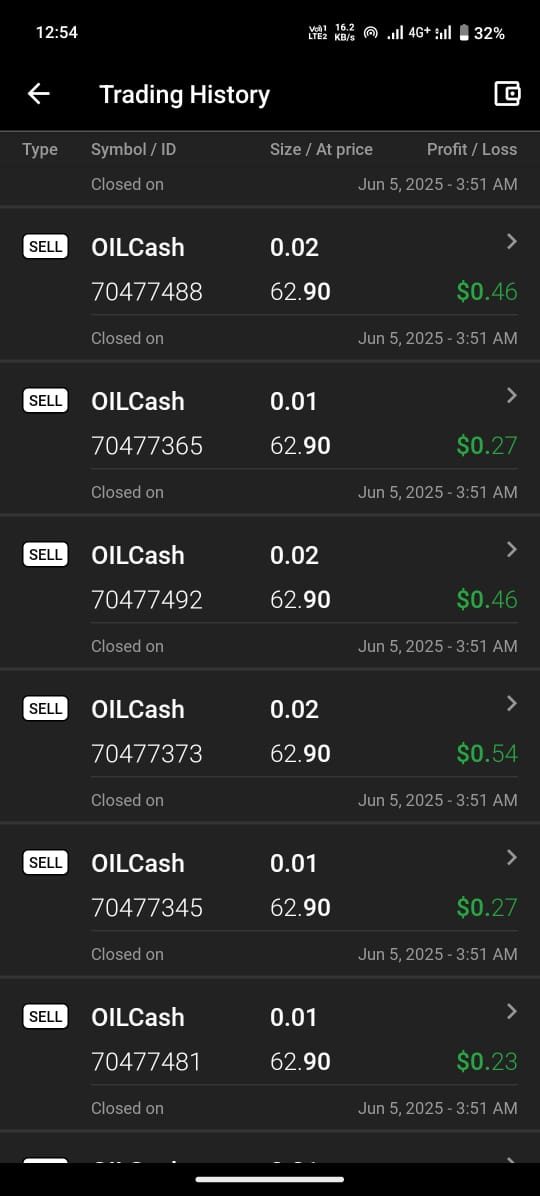 12:54 Vo)) 1 LTE2 16.2 KB/s 4G+ 32%
Trading History
Type Symbol / ID Size / At price Profit / Loss
Closed on Jun 5, 2025 - 3:51 AM
SELL OILCash 0.02
70477488 62.90 $0.46
Closed on Jun 5, 2025 - 3:51 AM
SELL OILCash 0.01
70477365 62.90 $0.27
Closed on Jun 5, 2025 - 3:51 AM
SELL OILCash 0.02
70477492 62.90 $0.46
Closed on Jun 5, 2025 - 3:51 AM
SELL OILCash 0.02
70477373 62.90 $0.54
Closed on Jun 5, 2025 - 3:51 AM
SELL OILCash 0.01
70477345 62.90 $0.27
Closed on Jun 5, 2025 - 3:51 AM
SELL OILCash 0.01
70477481 62.90 $0.23
Closed on Jun 5, 2025 - 3:51 AM